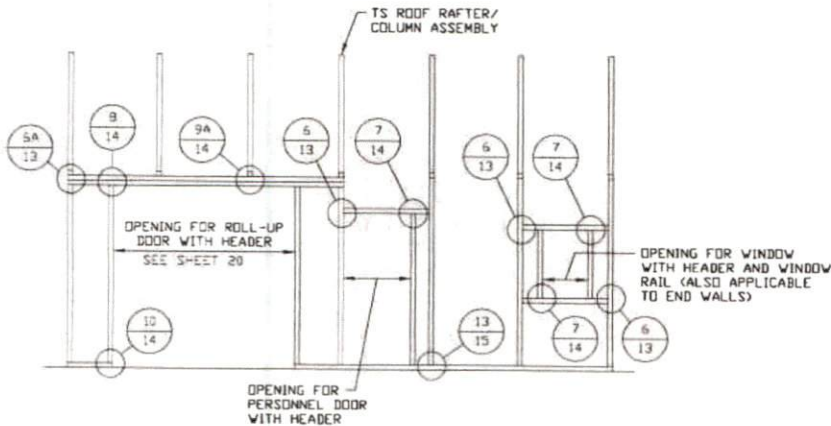 TS ROOF RAFTER/
COLUMN ASSEMBLY
6A
13
9
14
9A
14
6
13
7
14
6
13
7
14
OPENING FOR ROLL-UP
DOOR WITH HEADER
SEE SHEET 20
OPENING FOR WINDOW
WITH HEADER AND WINDOW
RAIL (ALSO APPLICABLE
TO END WALLS)
10
14
13
15
7
14
6
13
OPENING FOR
PERSONNEL DOOR
WITH HEADER